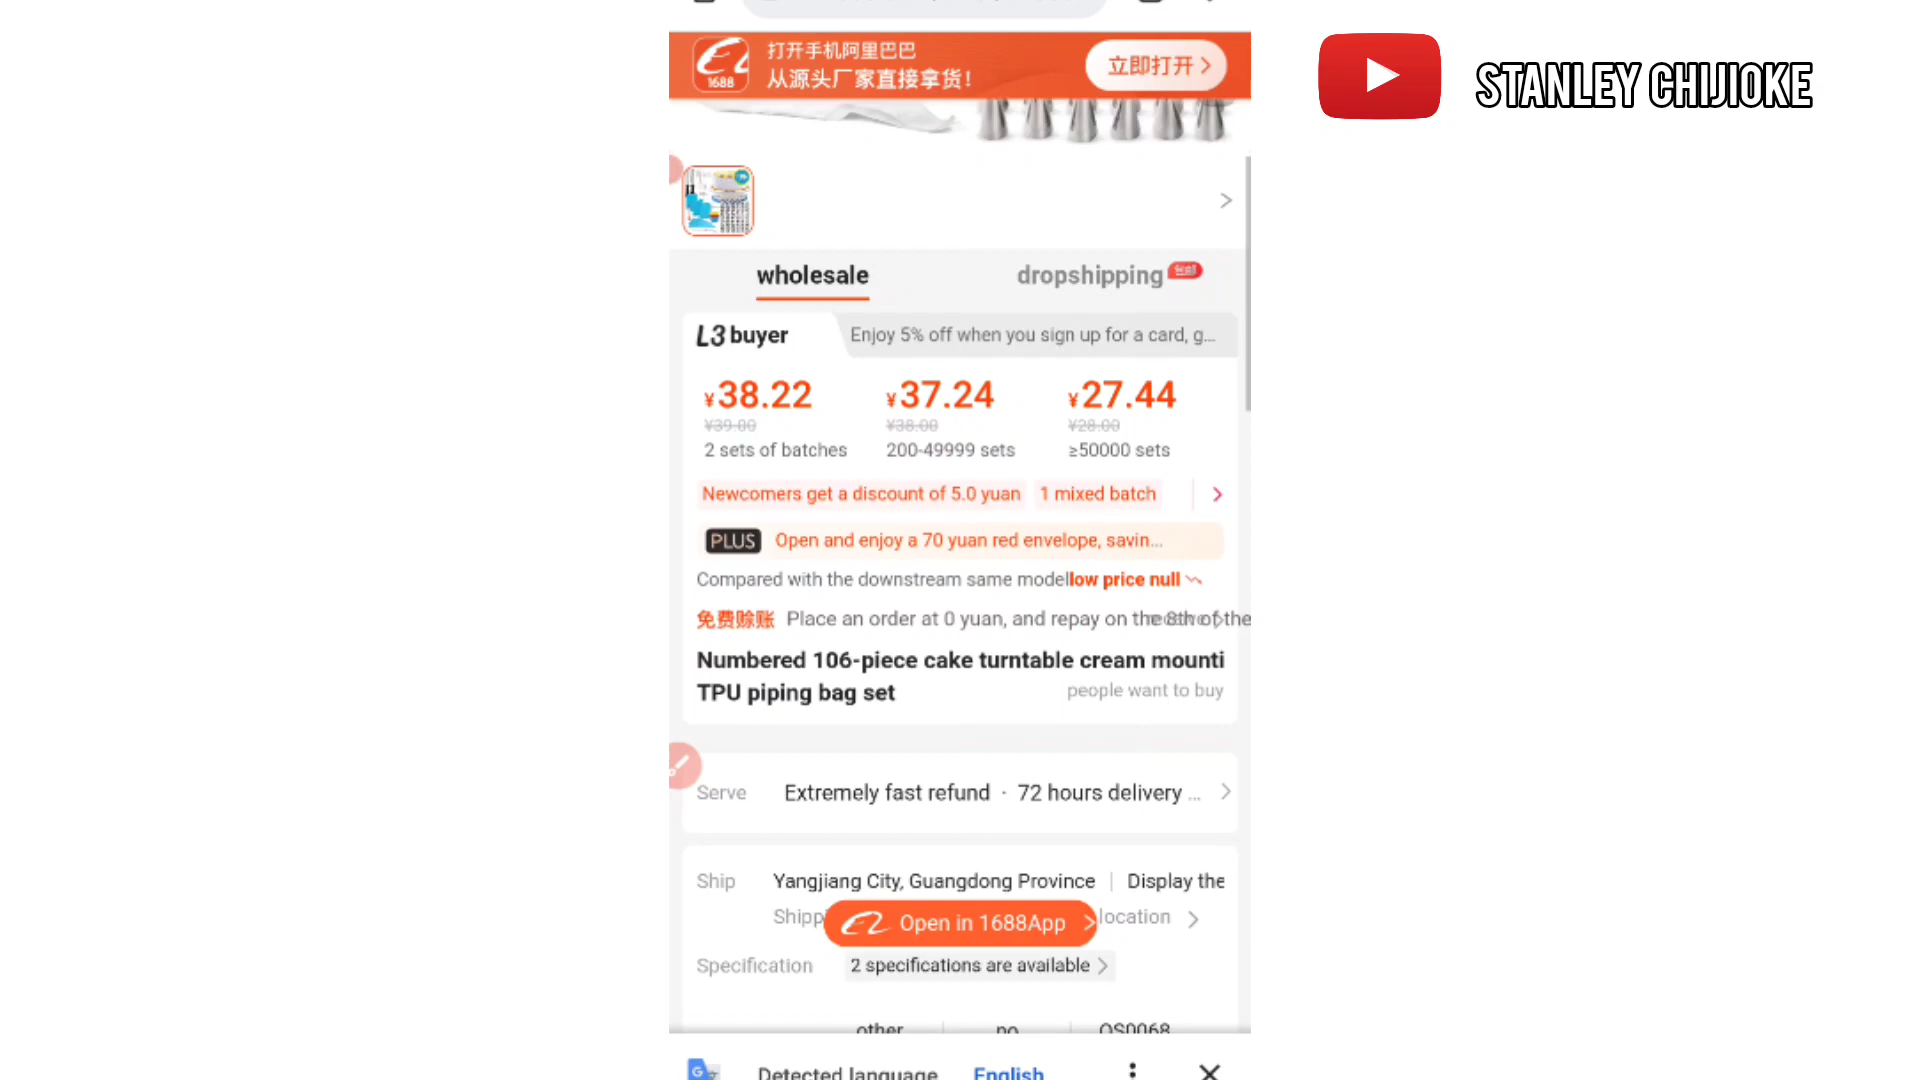 打开手机阿里巴巴
从源头厂家直接拿货!
立即打开
1688
STANLEY CHIJIOKE
wholesale
dropshipping
L3 buyer
Enjoy 5% off when you sign up for a card, g...
¥38.22
¥37.24
¥27.44
¥39.00
¥38.00
¥28.00
2 sets of batches
200-49999 sets
≥50000 sets
Newcomers get a discount of 5.0 yuan
1 mixed batch
PLUS
Open and enjoy a 70 yuan red envelope, savin...
Compared with the downstream same modellow price null
免费赊账 Place an order at 0 yuan, and repay on the 8th of the
Numbered 106-piece cake turntable cream mounti
TPU piping bag set
people want to buy
Serve
Extremely fast refund · 72 hours delivery ...
Ship
Yangjiang City, Guangdong Province | Display the
Shipp
location
Open in 1688App
Specification
2 specifications are available
other
no
QS0068
Detected language
English